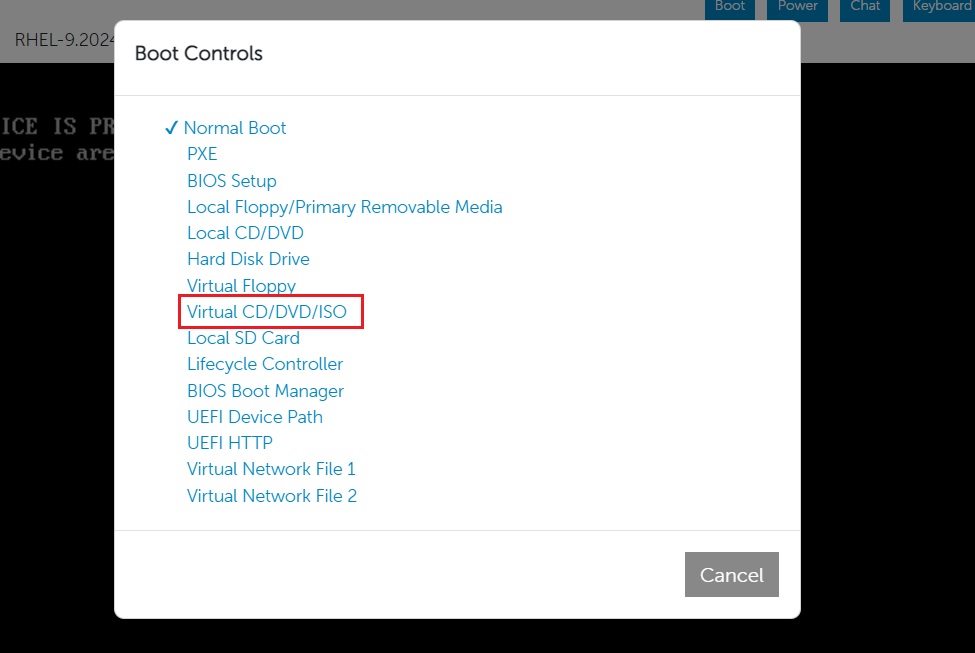 Boot Power Chat Keyboard
RHEL-9.2024
Boot Controls
ICE IS PR
evice are
✓ Normal Boot
PXE
BIOS Setup
Local Floppy/Primary Removable Media
Local CD/DVD
Hard Disk Drive
Virtual Floppy
Virtual CD/DVD/ISO
Local SD Card
Lifecycle Controller
BIOS Boot Manager
UEFI Device Path
UEFI HTTP
Virtual Network File 1
Virtual Network File 2
Cancel